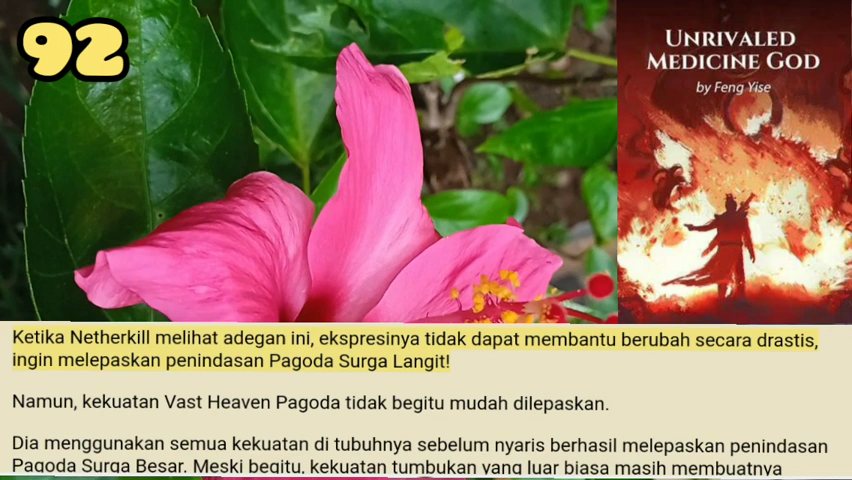 92
UNRIVALED
MEDICINE GOD
by Feng Yise
Ketika Netherkill melihat adegan ini, ekspresinya tidak dapat membantu berubah secara drastis,
ingin melepaskan penindasan Pagoda Surga Langit!
Namun, kekuatan Vast Heaven Pagoda tidak begitu mudah dilepaskan.
Dia menggunakan semua kekuatan di tubuhnya sebelum nyaris berhasil melepaskan penindasan
Pagoda Surga Besar. Meski begitu, kekuatan tumbukan yang luar biasa masih membuatnya